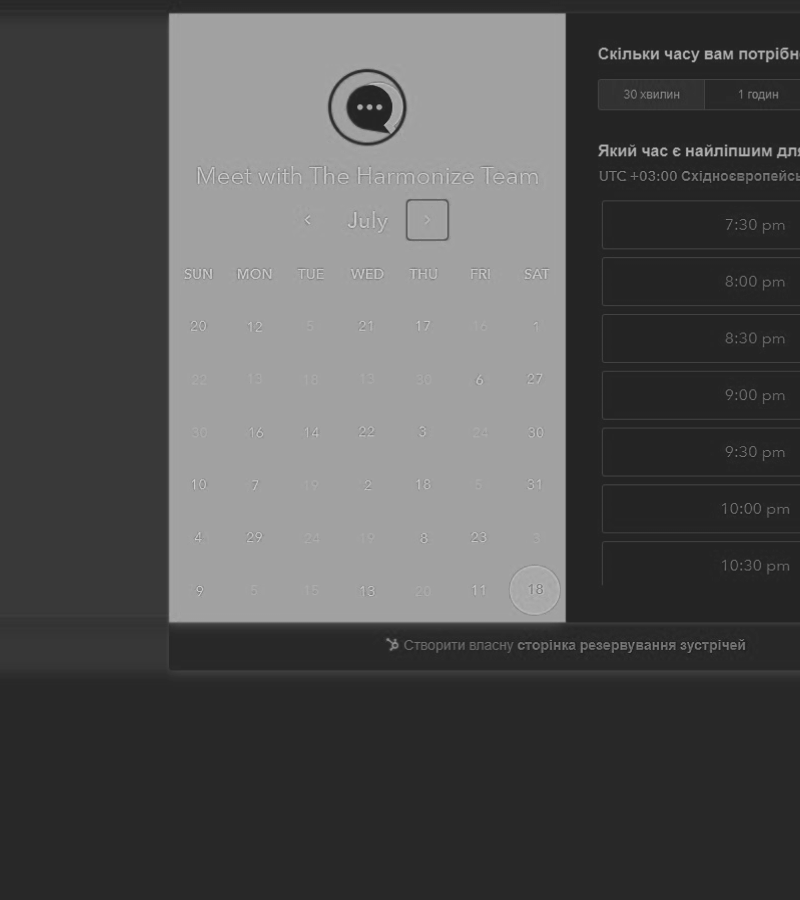 Meet with The Harmonize Team
July
SUN MON TUE WED THU FRI SAT
20 12 5 21 17 16 1
22 13 18 15 30 6 27
30 16 14 22 3 24 30
10 7 19 2 18 5 31
4 29 24 19 8 23 3
9 5 15 13 20 11 18
Скільки часу вам потрібн
30 хвилин 1 годин
Який час є найліпшим для
UTC +03:00 Східноєвропейсь
7:30 pm
8:00 pm
8:30 pm
9:00 pm
9:30 pm
10:00 pm
10:30 pm
Створити власну сторінка резервування зустрічей